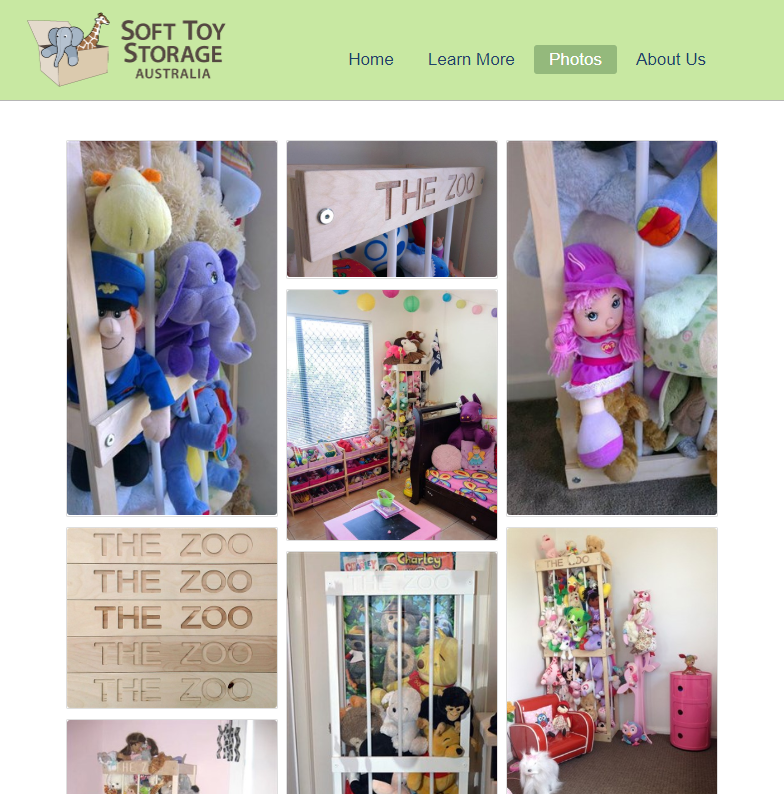 SOFT TOY
STORAGE
AUSTRALIA
Home
Learn More
Photos
About Us
THE ZOO
THE ZOO
THE ZOO
THE ZOO
THE ZOO
THE ZOO
Charley
THE ZOO
THE ZOO